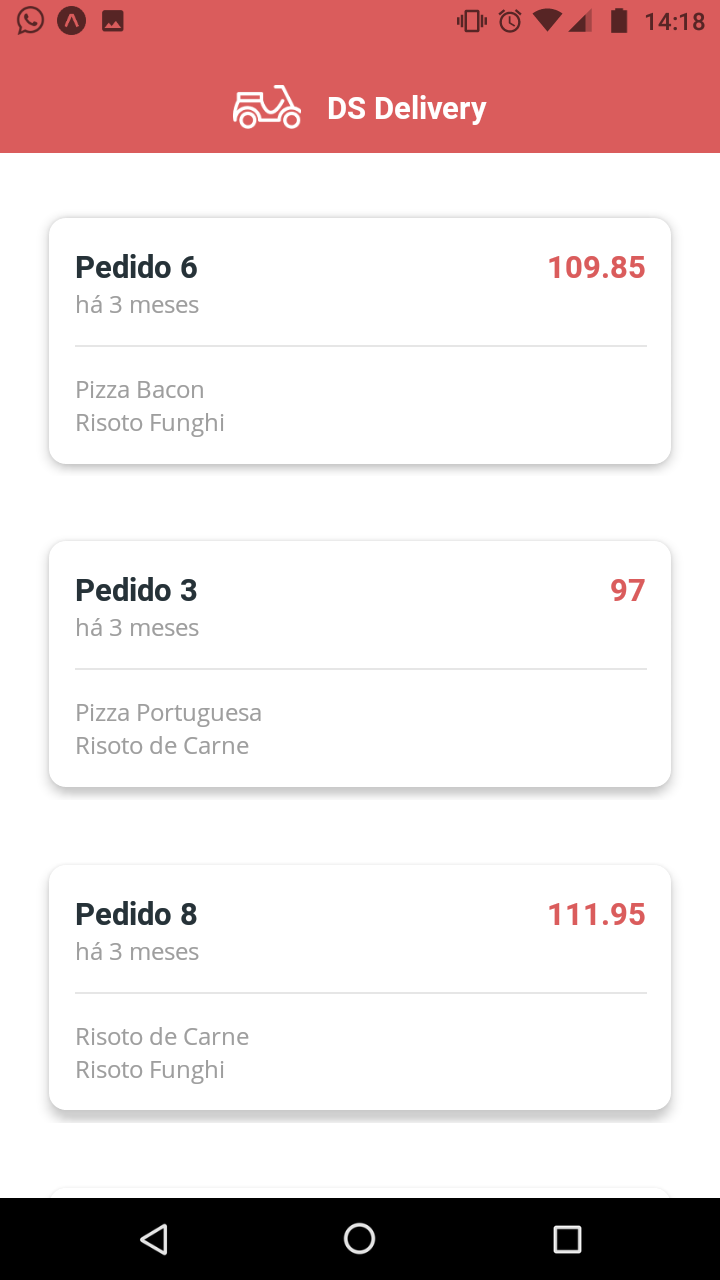 14:18
DS Delivery
Pedido 6
109.85
há 3 meses
Pizza Bacon
Risoto Funghi
Pedido 3
97
há 3 meses
Pizza Portuguesa
Risoto de Carne
Pedido 8
111.95
há 3 meses
Risoto de Carne
Risoto Funghi